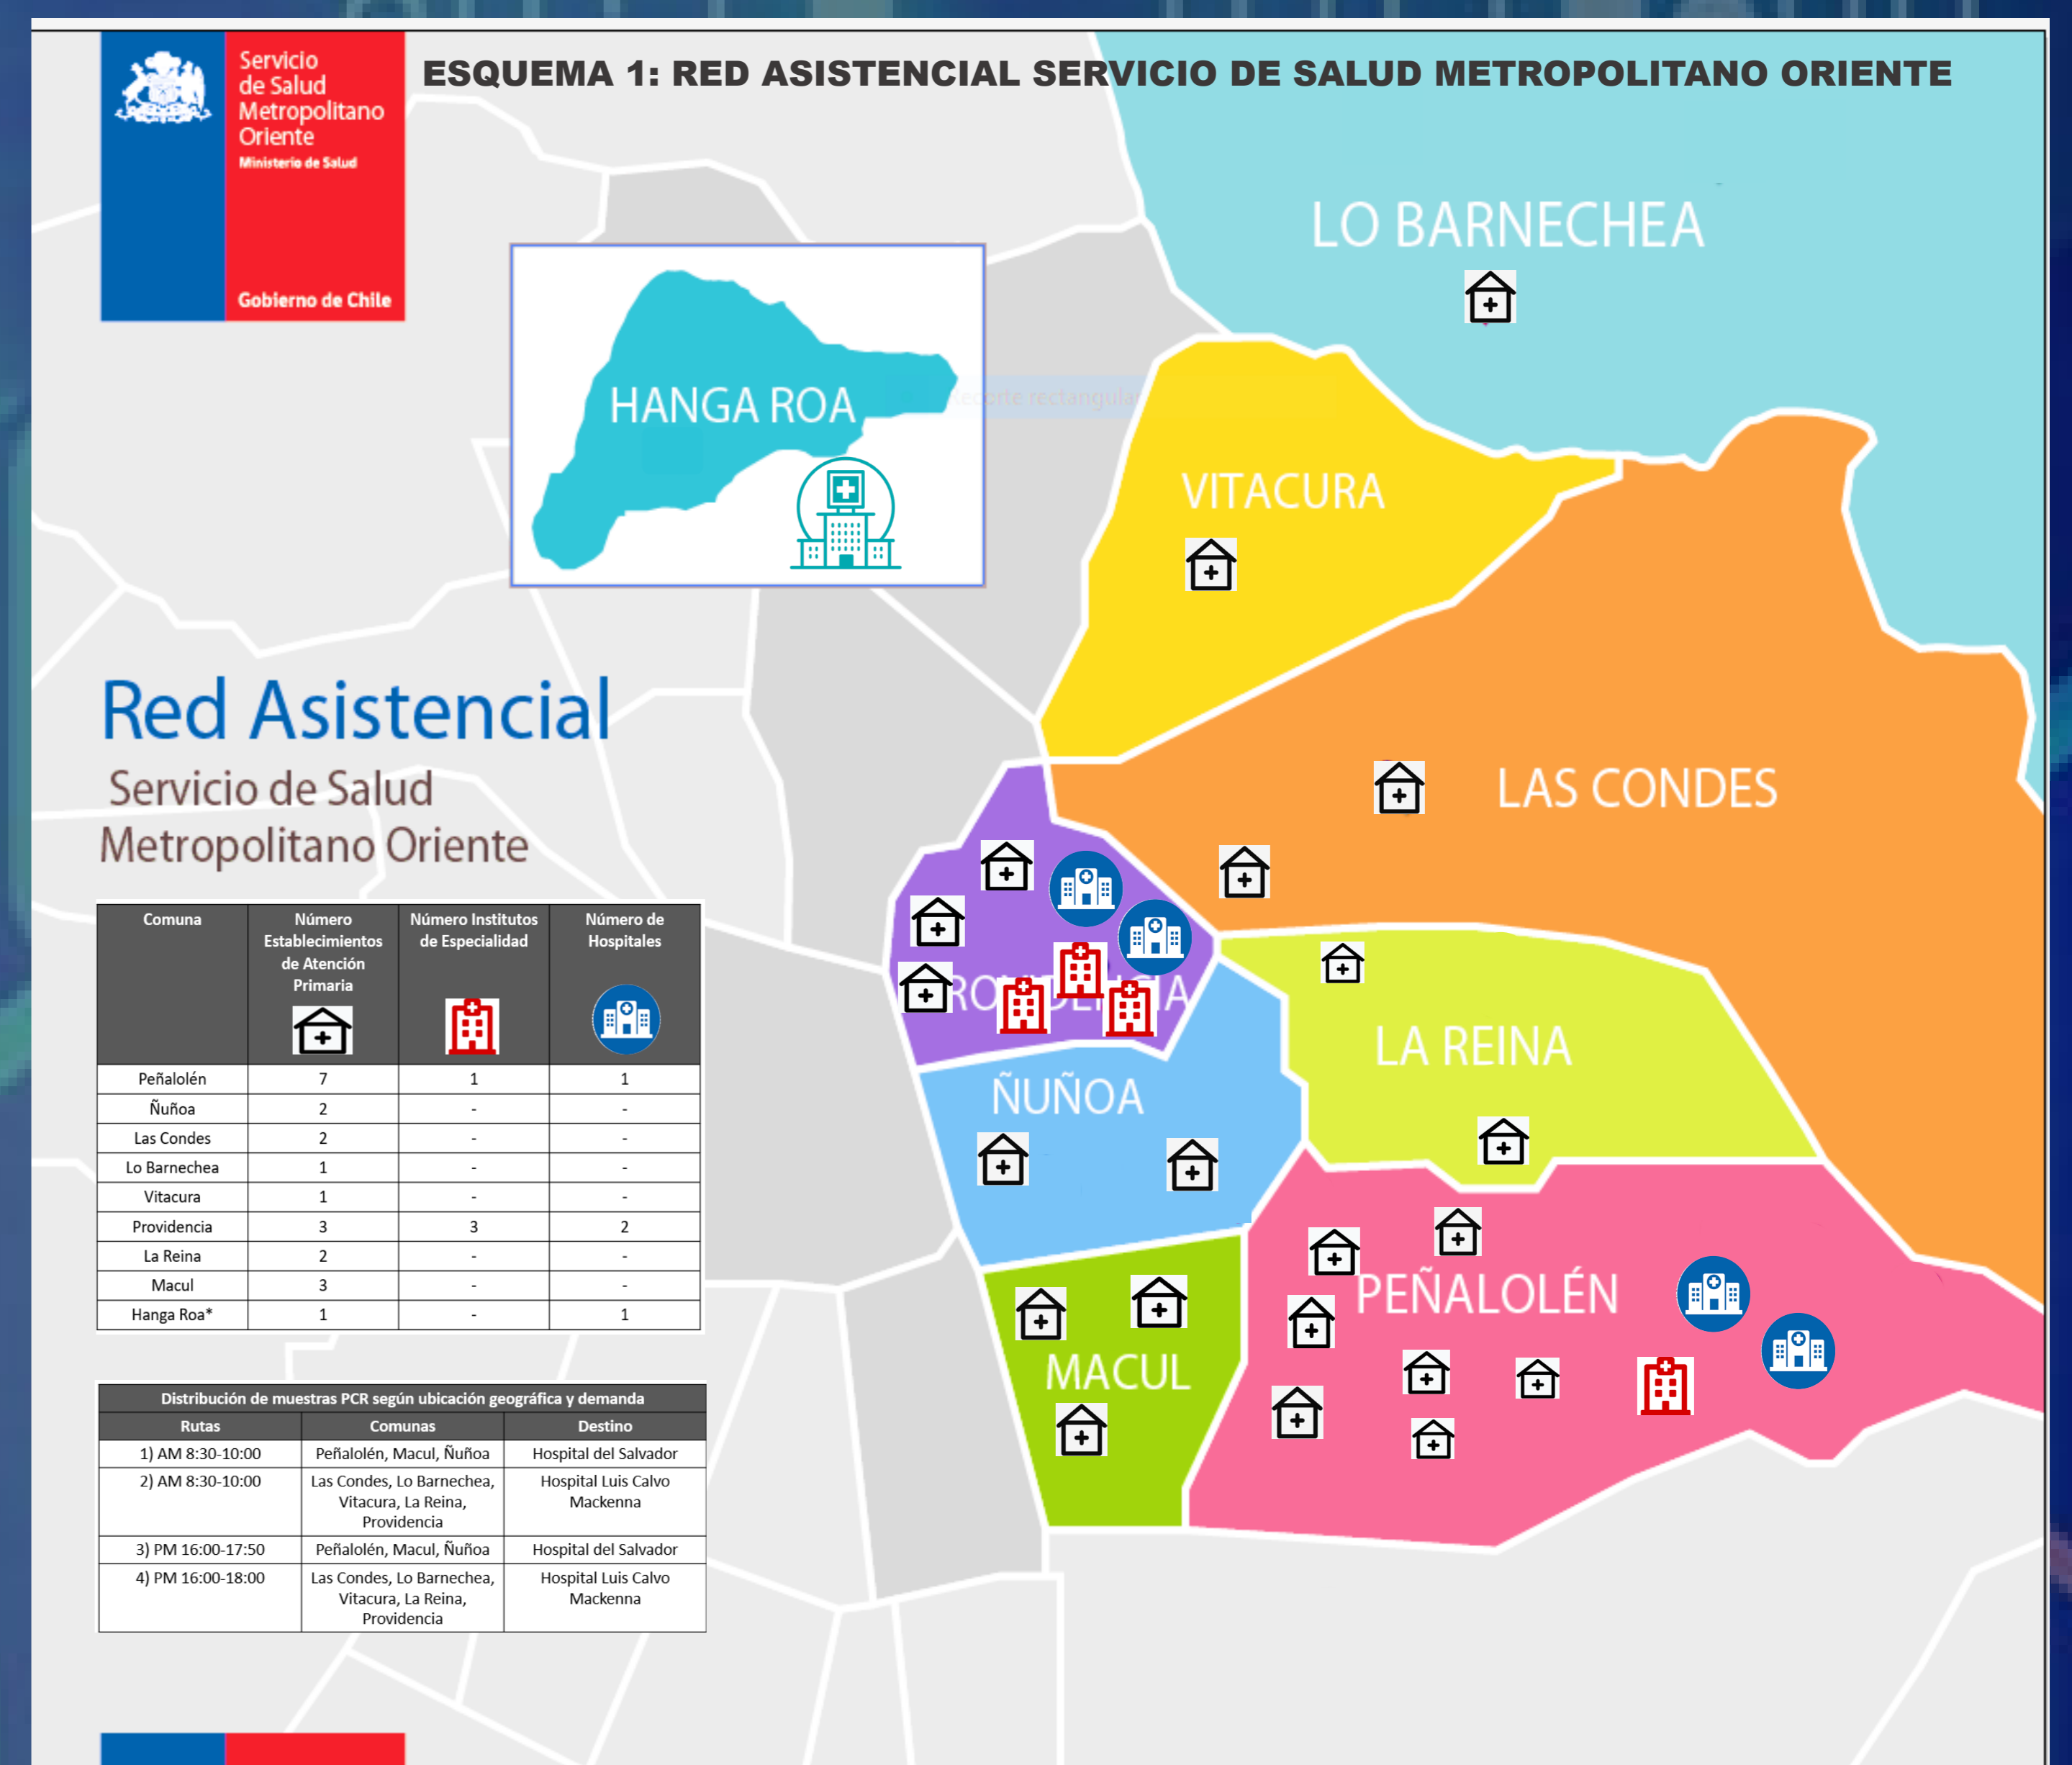 Servicio
de Salud
Metropolitano
Oriente
Ministerio de Salud
Gobierno de Chile
ESQUEMA 1: RED ASISTENCIAL SERVICIO DE SALUD METROPOLITANO ORIENTE
LO BARNECHEA
HANGA ROA
Recorte rectangular
VITACURA
LAS CONDES
PROVIDENCIA
LA REINA
ÑUÑOA
PEÑALOLÉN
MACUL
Red Asistencial
Servicio de Salud
Metropolitano Oriente
Comuna
Número
Establecimientos
de Atención
Primaria
Número Institutos
de Especialidad
Número de
Hospitales
Peñalolén 7 1 1
Ñuñoa 2 - -
Las Condes 2 - -
Lo Barnechea 1 - -
Vitacura 1 - -
Providencia 3 3 2
La Reina 2 - -
Macul 3 - -
Hanga Roa* 1 - 1
Distribución de muestras PCR según ubicación geográfica y demanda
Rutas Comunas Destino
1) AM 8:30-10:00 Peñalolén, Macul, Ñuñoa Hospital del Salvador
2) AM 8:30-10:00 Las Condes, Lo Barnechea, Hospital Luis Calvo
Vitacura, La Reina, Mackenna
Providencia
3) PM 16:00-17:50 Peñalolén, Macul, Ñuñoa Hospital del Salvador
4) PM 16:00-18:00 Las Condes, Lo Barnechea, Hospital Luis Calvo
Vitacura, La Reina, Mackenna
Providencia